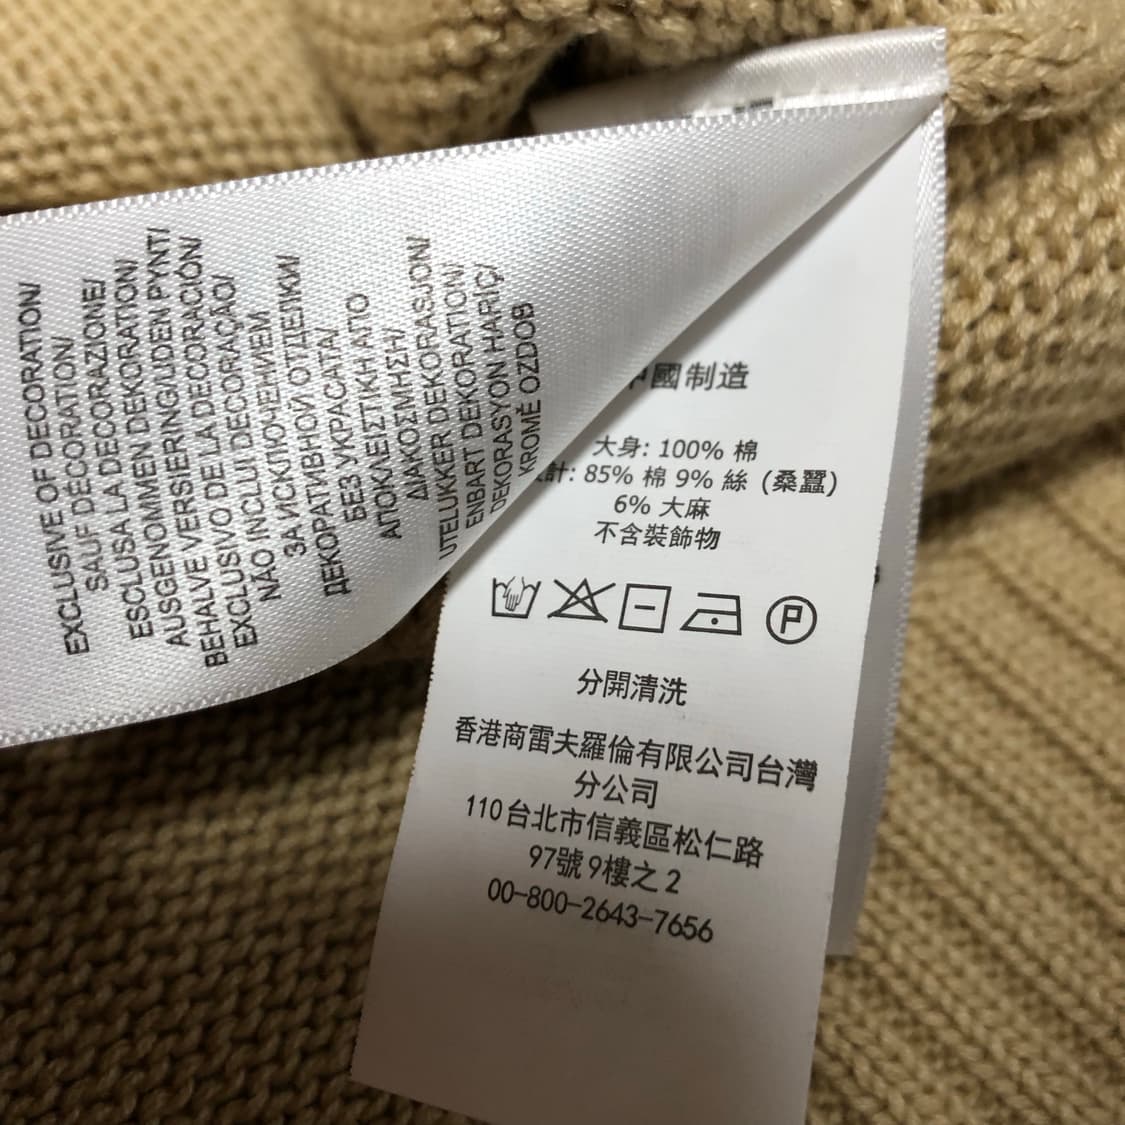 EXCLUSIVE OF DECORATION/
SAUF DECORATION/
ESCLUSA LA DECORAZIONE/
AUSGENOMMEN DEKORATION/
BEHALVE VERSIERING/UDEN PYNT/
EXCLUSIVO DE LA DECORACIÓN/
NÃO INCLUI DECORAÇÃO/
ЗА ИСКЛЮЧЕНИЕМ
ДЕКОРАТИВНОЙ ОТДЕЛКИ/
БЕЗ УКРАСАТА/
ΑΠΟΚΛΕΙΣΤΙΚΗ ΑΠΟ
ΔΙΑΚΟΣΜΗΣΗ/
UTELUKKER DEKORASJON/
ENBART DEKORATION/
DEKORASYON HARİÇ/
KROMĚ OZDOB
中國制造
大身: 100% 棉
計: 85% 棉 9% 絲 (桑蠶)
6% 大麻
不含裝飾物
P
分開清洗
香港商雷夫羅倫有限公司台灣
分公司
110台北市信義區松仁路
97號9樓之2
00-800-2643-7656